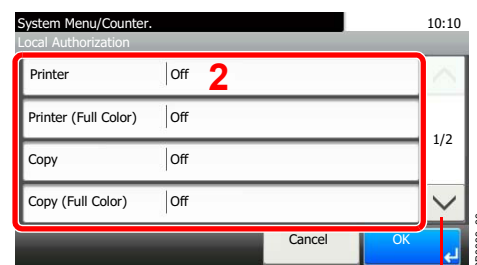 System Menu/Counter. 10:10
Local Authorization
Printer Off 2
Printer (Full Color) Off
1/2
Copy Off
Copy (Full Color) Off
Cancel OK